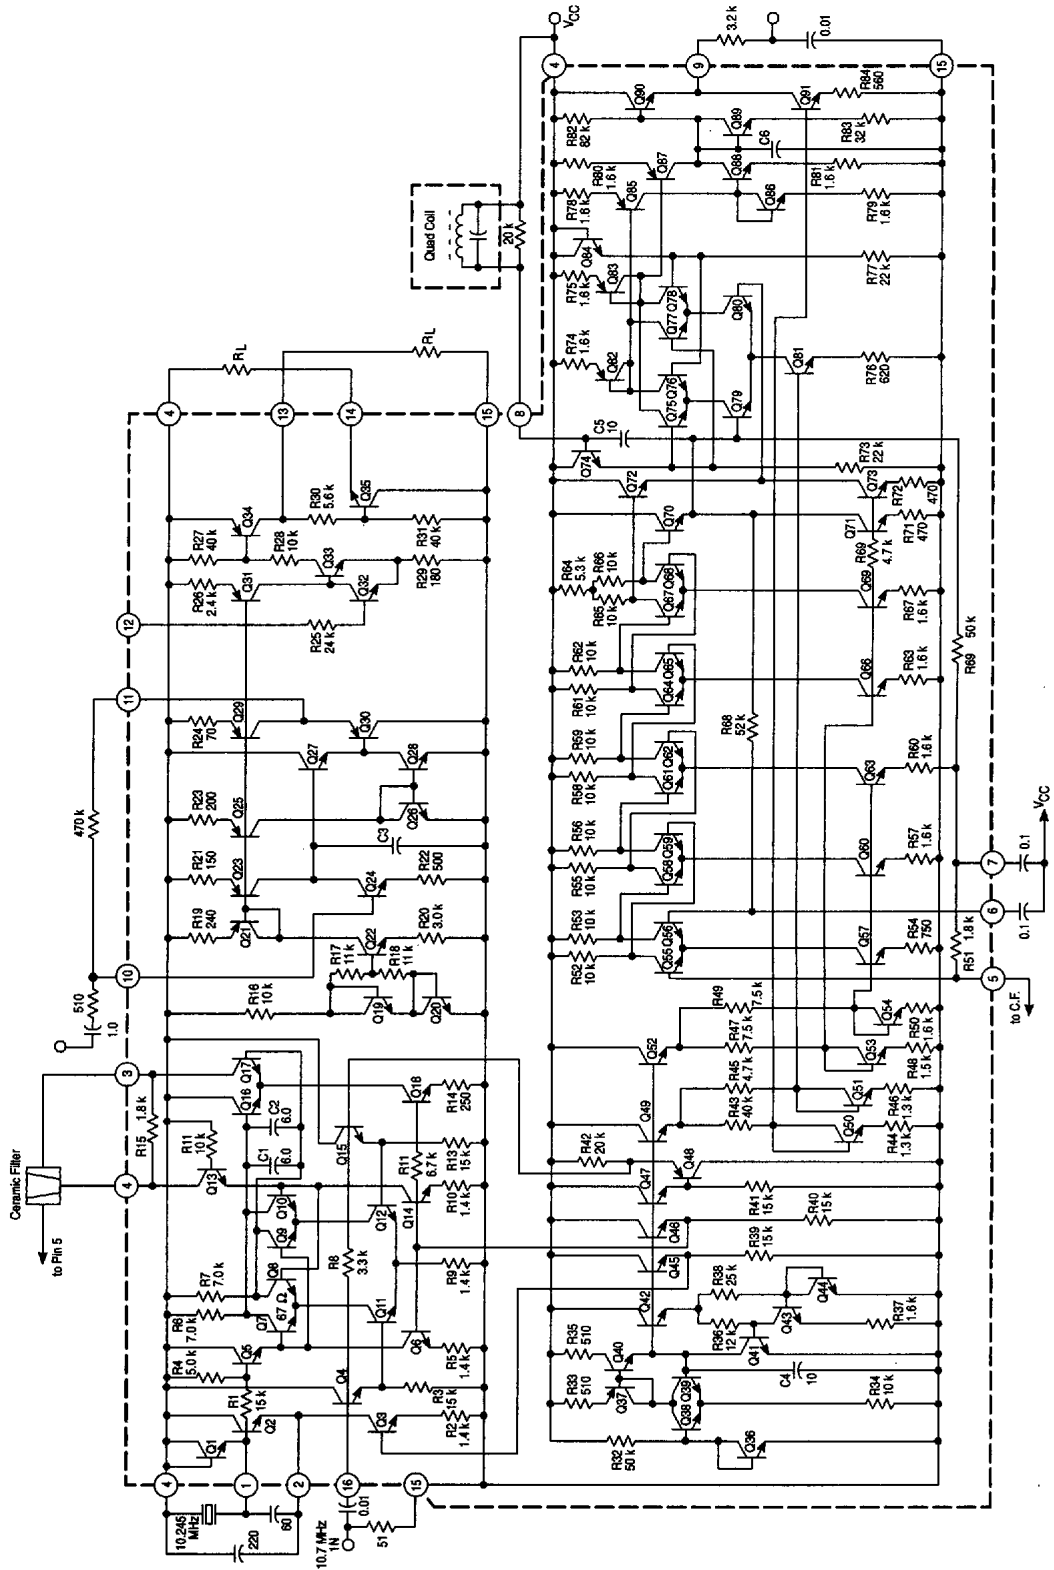 Ceramic Filter
to Pin 5
10.245
MHz
220
60
10.7 MHz
1N
0.01
51
4
1
2
16
15
4
3
10
11
12
4
13
14
15
8
510
1.0
470 k
RL
RL
Quad Coil
20 k
VCC
Q1
Q2
R1
15 k
R4
5.0 k
Q5
R6
7.0 k
R7
7.0 k
Q7
67 Ω
Q8
Q9
Q10
Q4
Q3
R3
15 k
R2
1.4 k
R5
1.4 k
Q6
Q11
R8
3.3 k
R9
1.4 k
Q12
Q14
R10
1.4 k
R11
6.7 k
R13
15 k
R14
250
Q15
Q18
Q13
R11
10 k
R15
1.8 k
C1
6.0
C2
6.0
Q16
Q17
R16
10 k
R17
11 k
R18
11 k
Q19
Q20
Q22
R19
240
Q21
R20
3.0 k
R21
150
Q23
Q24
R22
500
C3
R23
200
Q25
Q26
Q27
Q28
R24
70
Q29
Q30
R25
24 k
R26
2.4 k
Q31
Q32
R27
40 k
R28
10 k
Q33
R29
180
Q34
R30
5.6 k
Q35
R31
40 k
R32
50 k
Q36
R33
510
Q37
Q38
Q39
R34
10 k
R35
510
Q40
C4
10
Q41
Q42
R36
12 k
R38
25 k
Q43
Q44
R37
1.6 k
Q45
R39
15 k
Q46
R40
15 k
Q47
R41
15 k
Q48
R42
20 k
Q49
R43
40 k
R45
4.7 k
Q50
Q51
R44
1.3 k
R46
1.3 k
Q52
R47
7.5 k
R49
7.5 k
Q53
Q54
R48
1.5 k
R50
1.6 k
R52
10 k
R53
10 k
Q55
Q56
Q57
R54
750
R51
1.8 k
R55
10 k
R56
10 k
Q58
Q59
Q60
R57
1.6 k
R58
10 k
R59
10 k
Q61
Q62
Q63
R60
1.6 k
R61
10 k
R62
10 k
Q64
Q65
Q66
R63
1.6 k
R64
5.3 k
R65
10 k
R66
10 k
Q67
Q68
Q69
R67
1.6 k
R68
52 k
R69
50 k
R69
4.7 k
Q70
Q71
R71
470
Q72
Q73
R72
470
Q74
C5
10
R73
22 k
R74
1.6 k
Q82
Q75
Q76
Q77
Q78
Q79
Q80
Q81
R76
620
R75
1.6 k
Q83
Q84
R77
22 k
R78
1.6 k
Q85
Q86
R79
1.6 k
R80
1.6 k
Q87
Q88
R81
1.6 k
C6
R82
82 k
Q89
R83
32 k
Q90
Q91
R84
560
4
9
15
3.2 k
0.01
5
to C.F.
6
0.1
7
0.1
VCC